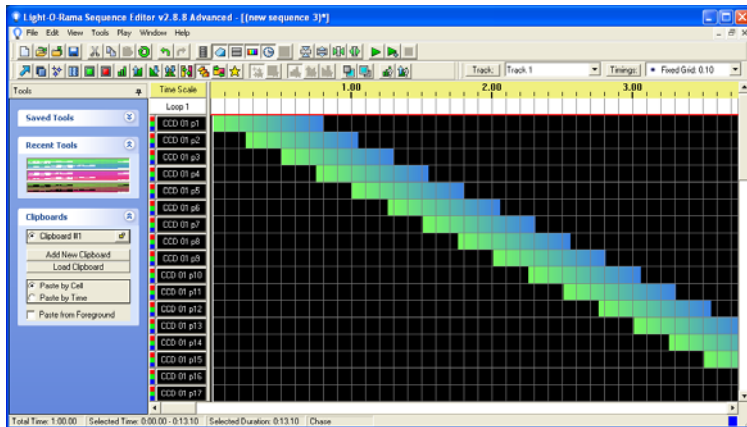 Light-O-Rama Sequence Editor v2.8.8 Advanced - [(new sequence 3)*]
File Edit View Tools Play Window Help
Track: Track 1 Timings: Fixed Grid: 0.10
Tools
Time Scale 1.00 2.00 3.00
Loop 1
Saved Tools
Recent Tools
Clipboards
Clipboard #1
Add New Clipboard
Load Clipboard
Paste by Cell
Paste by Time
Paste from Foreground
CCD 01 p1
CCD 01 p2
CCD 01 p3
CCD 01 p4
CCD 01 p5
CCD 01 p6
CCD 01 p7
CCD 01 p8
CCD 01 p9
CCD 01 p10
CCD 01 p11
CCD 01 p12
CCD 01 p13
CCD 01 p14
CCD 01 p15
CCD 01 p16
CCD 01 p17
Total Time: 1:00.00 Selected Time: 0:00.00 - 0:13.10 Selected Duration: 0:13.10 Chase